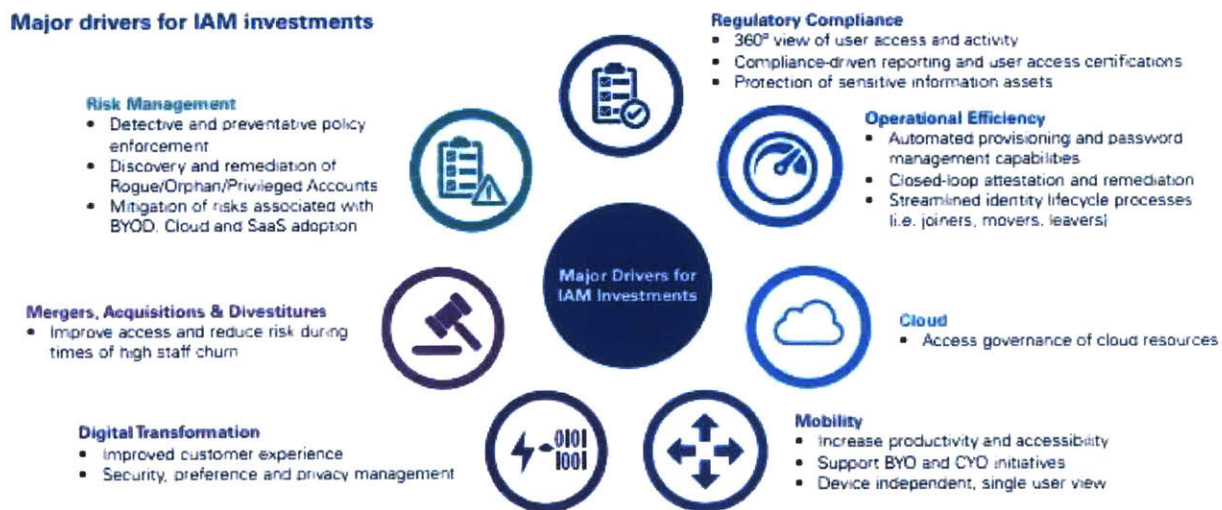 Major drivers for IAM investments
Regulatory Compliance
• 360° view of user access and activity
• Compliance-driven reporting and user access certifications
• Protection of sensitive information assets
Risk Management
• Detective and preventative policy
enforcement
• Discovery and remediation of
Rogue/Orphan/Privileged Accounts
• Mitigation of risks associated with
BYOD, Cloud and SaaS adoption
Operational Efficiency
• Automated provisioning and password
management capabilities
• Closed-loop attestation and remediation
• Streamlined identity lifecycle processes
(i.e. joiners, movers, leavers)
Major Drivers for
IAM Investments
Mergers, Acquisitions & Divestitures
• Improve access and reduce risk during
times of high staff churn
Cloud
• Access governance of cloud resources
Digital Transformation
• Improved customer experience
• Security, preference and privacy management
0101
1001
Mobility
• Increase productivity and accessibility
• Support BYO and CYO initiatives
• Device independent, single user view